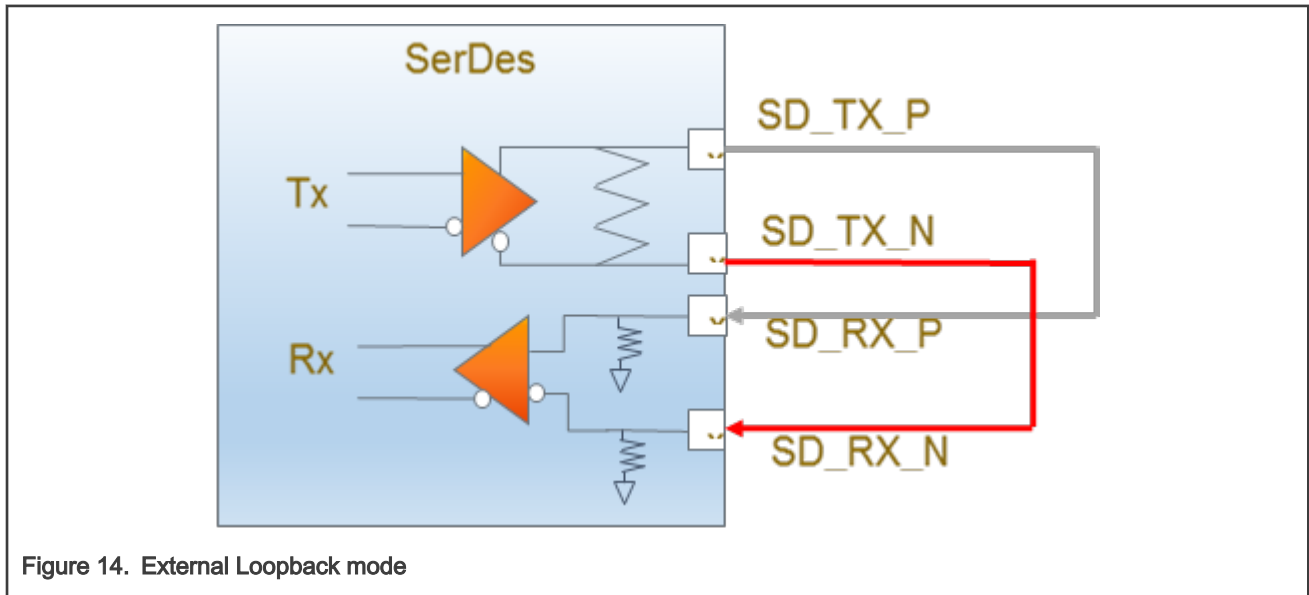 SerDes
SD_TX_P
Tx
SD_TX_N
SD_RX_P
Rx
SD_RX_N
Figure 14. External Loopback mode